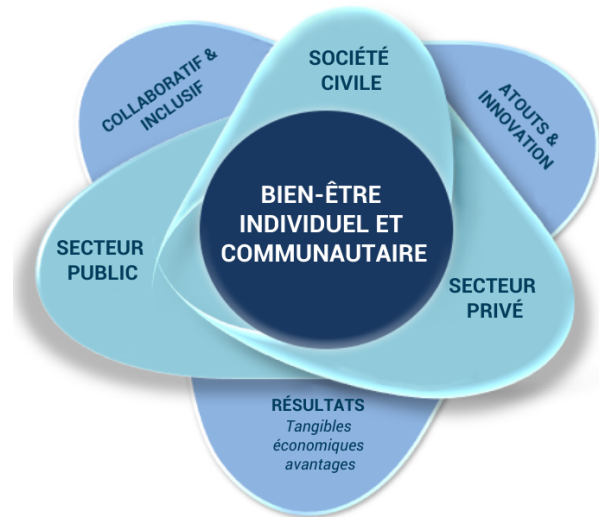 SOCIÉTÉ
CIVILE
COLLABORATIF &
INCLUSIF
ATOUTS &
INNOVATION
BIEN-ÊTRE
INDIVIDUEL ET
COMMUNAUTAIRE
SECTEUR
PUBLIC
SECTEUR
PRIVÉ
RÉSULTATS
Tangibles
économiques
avantages